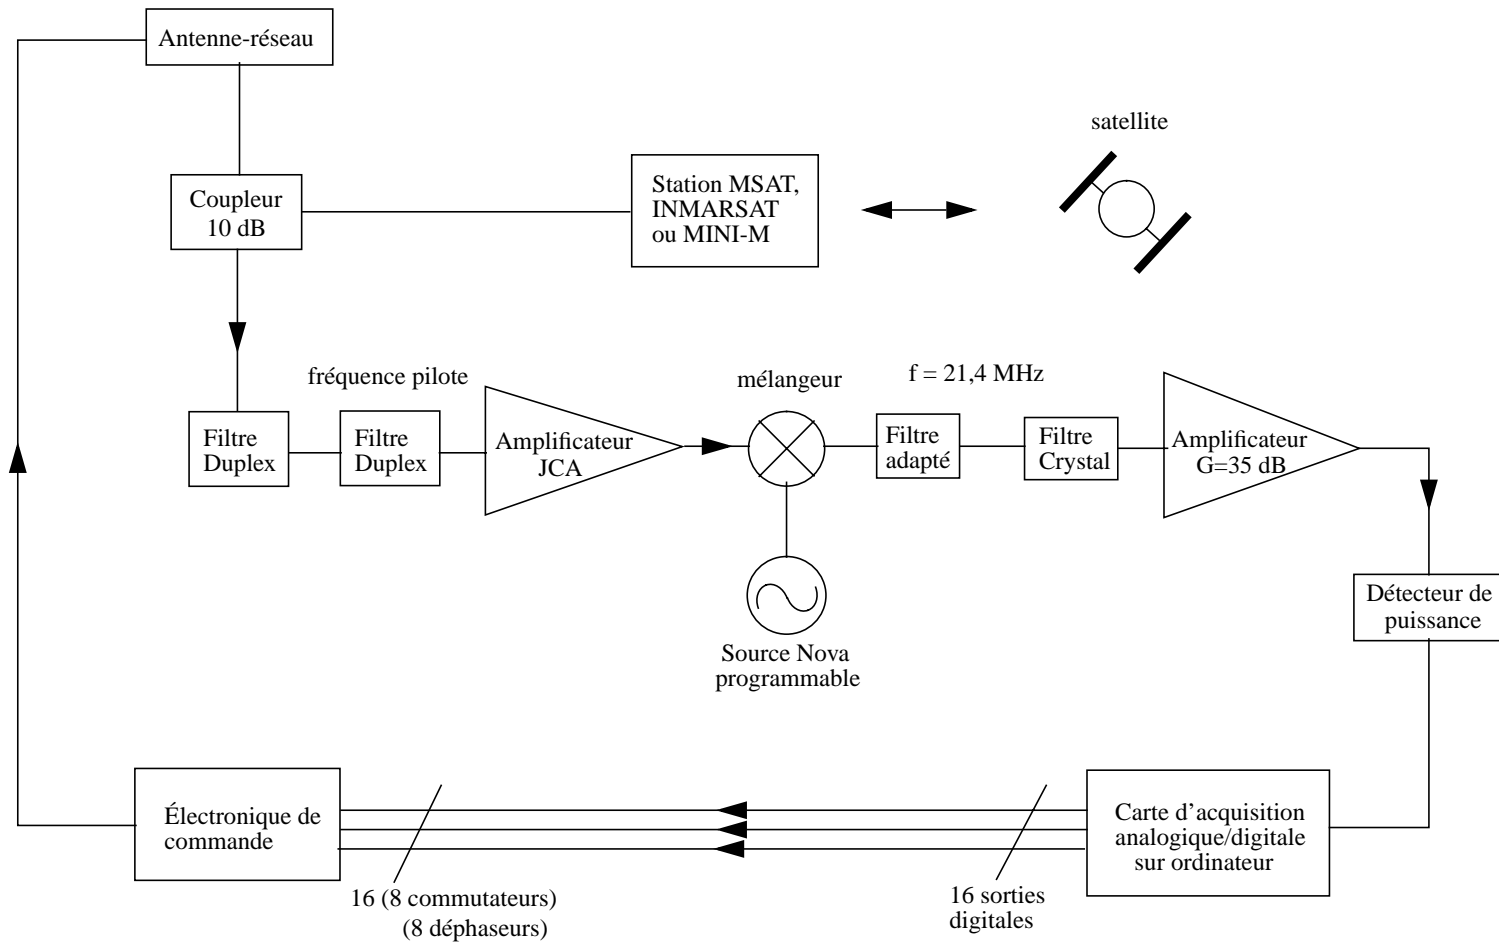 Antenne-réseau
satellite
Coupleur
10 dB
Station MSAT,
INMARSAT
ou MINI-M
fréquence pilote
mélangeur
f = 21,4 MHz
Filtre
Duplex
Filtre
Duplex
Amplificateur
JCA
Filtre
adapté
Filtre
Crystal
Amplificateur
G=35 dB
Détecteur de
puissance
Source Nova
programmable
Électronique de
commande
Carte d'acquisition
analogique/digitale
sur ordinateur
16 (8 commutateurs)
(8 déphaseurs)
16 sorties
digitales